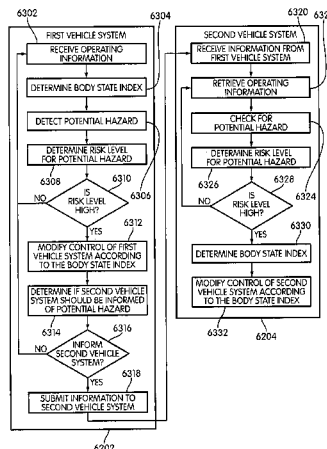 6302
FIRST VEHICLE SYSTEM
6304
RECEIVE OPERATING
INFORMATION
DETERMINE BODY STATE INDEX
DETECT POTENTIAL HAZARD
DETERMINE RISK LEVEL
FOR POTENTIAL HAZARD
6308
6310
6306
IS
RISK LEVEL
HIGH?
NO
YES
6312
MODIFY CONTROL OF FIRST
VEHICLE SYSTEM ACCORDING
TO THE BODY STATE INDEX
DETERMINE IF SECOND VEHICLE
SYSTEM SHOULD BE INFORMED
OF POTENTIAL HAZARD
6314
6316
INFORM
SECOND VEHICLE
SYSTEM?
NO
YES
6318
SUBMIT INFORMATION TO
SECOND VEHICLE SYSTEM
6202
6320
SECOND VEHICLE SYSTEM
RECEIVE INFORMATION FROM
FIRST VEHICLE SYSTEM
RETRIEVE OPERATING
INFORMATION
CHECK FOR
POTENTIAL HAZARD
DETERMINE RISK LEVEL
FOR POTENTIAL HAZARD
6324
6326
6328
IS
RISK LEVEL
HIGH?
NO
YES
6330
DETERMINE BODY STATE INDEX
MODIFY CONTROL OF SECOND
VEHICLE SYSTEM ACCORDING
TO THE BODY STATE INDEX
6332
6204